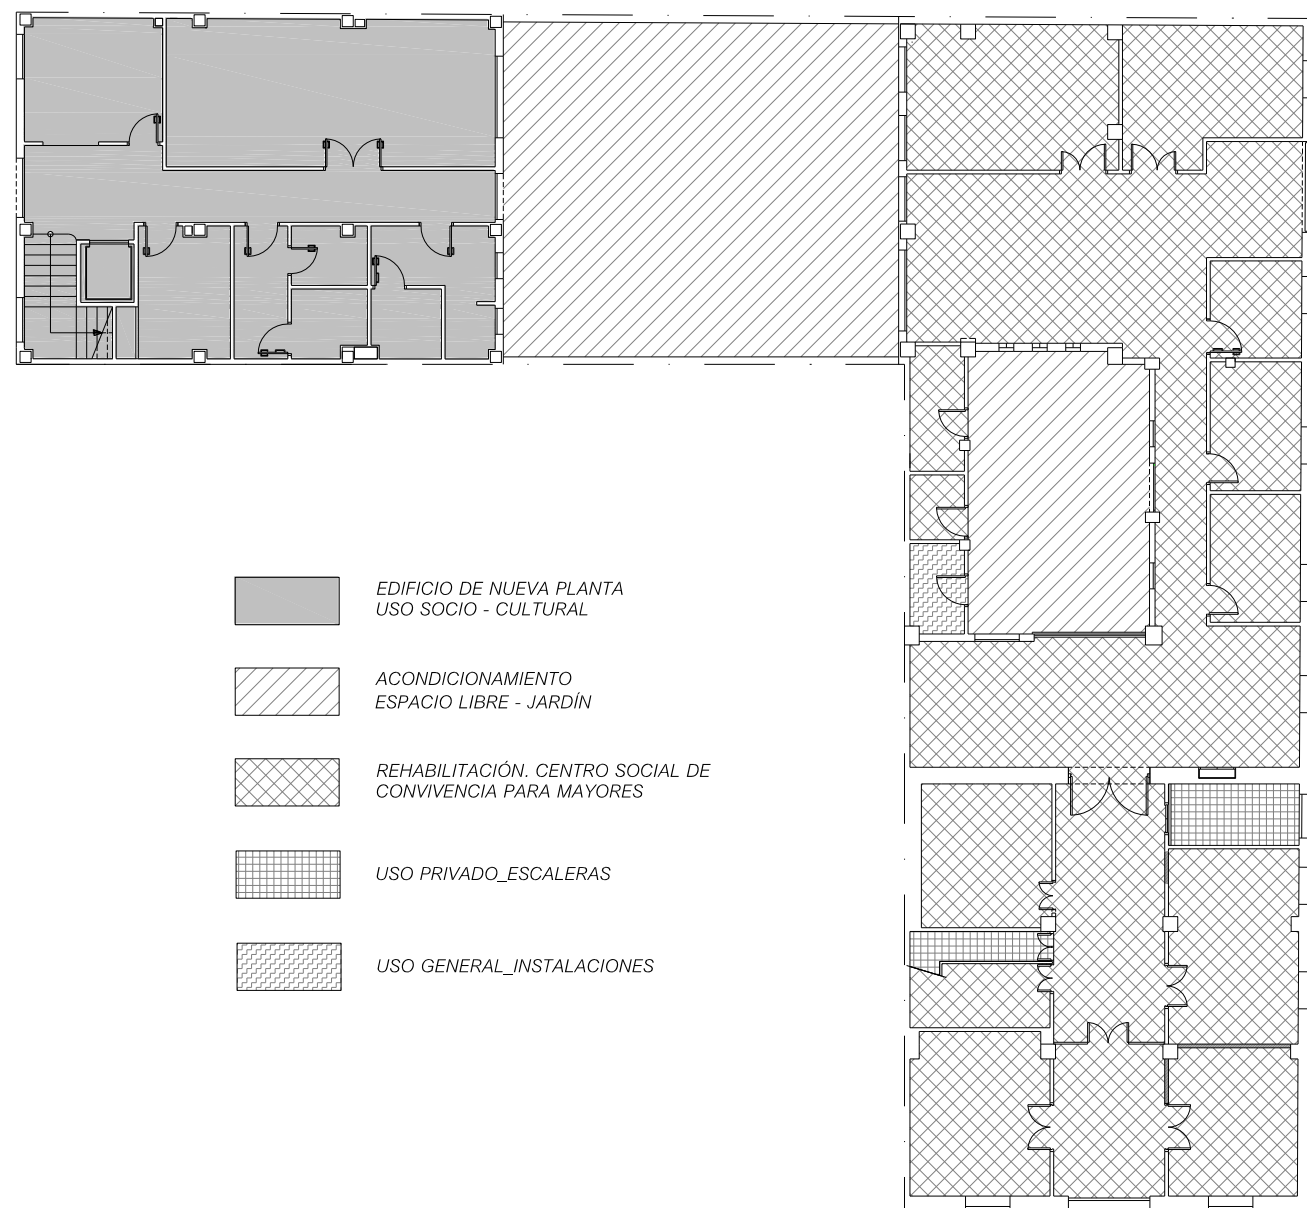 EDIFICIO DE NUEVA PLANTA
USO SOCIO - CULTURAL
ACONDICIONAMIENTO
ESPACIO LIBRE - JARDÍN
REHABILITACIÓN. CENTRO SOCIAL DE
CONVIVENCIA PARA MAYORES
USO PRIVADO_ESCALERAS
USO GENERAL_INSTALACIONES